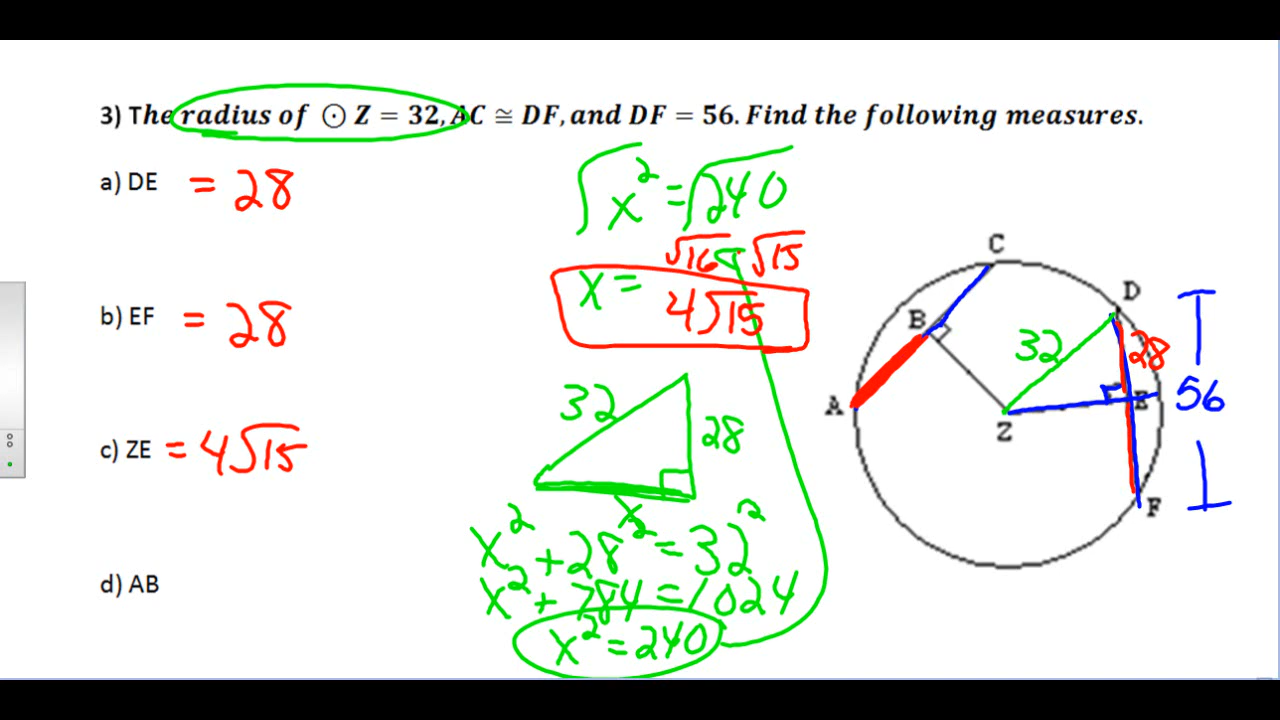 3) The radius of ⊙ Z = 32, AC ≅ DF, and DF = 56. Find the following measures.
a) DE = 28
b) EF = 28
c) ZE = 4√15
d) AB
√x² = √240
√16 √15
x = 4√15
32
28
x
x² + 28² = 32²
x² + 784 = 1024
x² = 240
C
D
B
32
28
A
E
56
Z
F